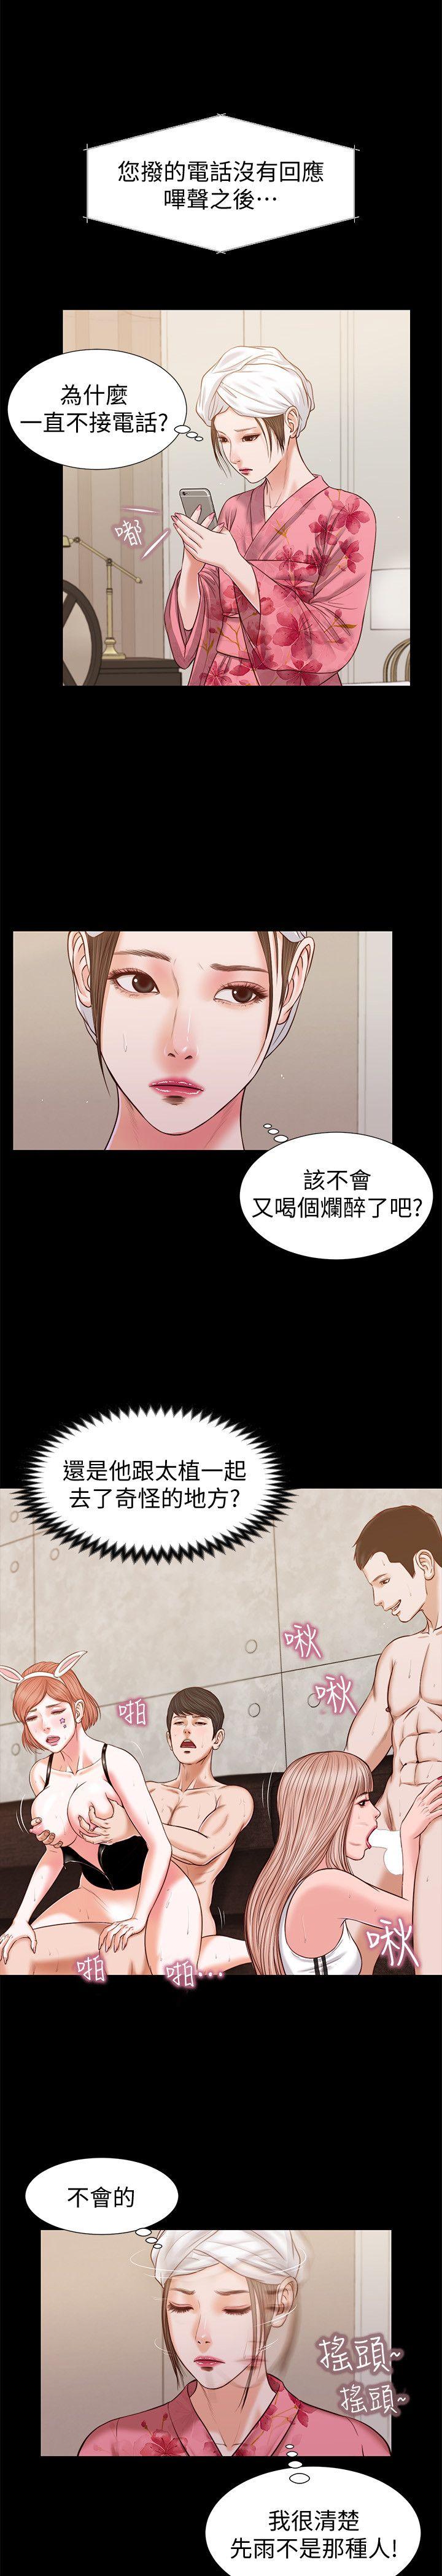 您撥的電話沒有回應
嗶聲之後…
為什麼
一直不接電話?
嘟
該不會
又喝個爛醉了吧?
還是他跟太植一起
去了奇怪的地方?
啾
啾
啪
啾
啪
啪…
不會的
搖頭~
搖頭~
我很清楚
先雨不是那種人!